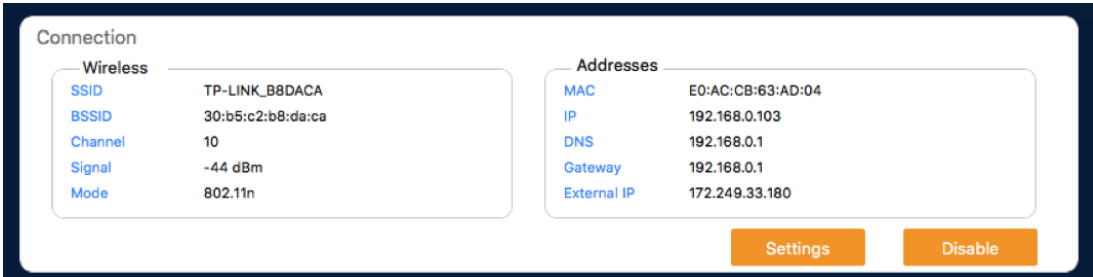 Connection
Wireless
SSID TP-LINK_B8DACA
BSSID 30:b5:c2:b8:da:ca
Channel 10
Signal -44 dBm
Mode 802.11n
Addresses
MAC E0:AC:CB:63:AD:04
IP 192.168.0.103
DNS 192.168.0.1
Gateway 192.168.0.1
External IP 172.249.33.180
Settings Disable